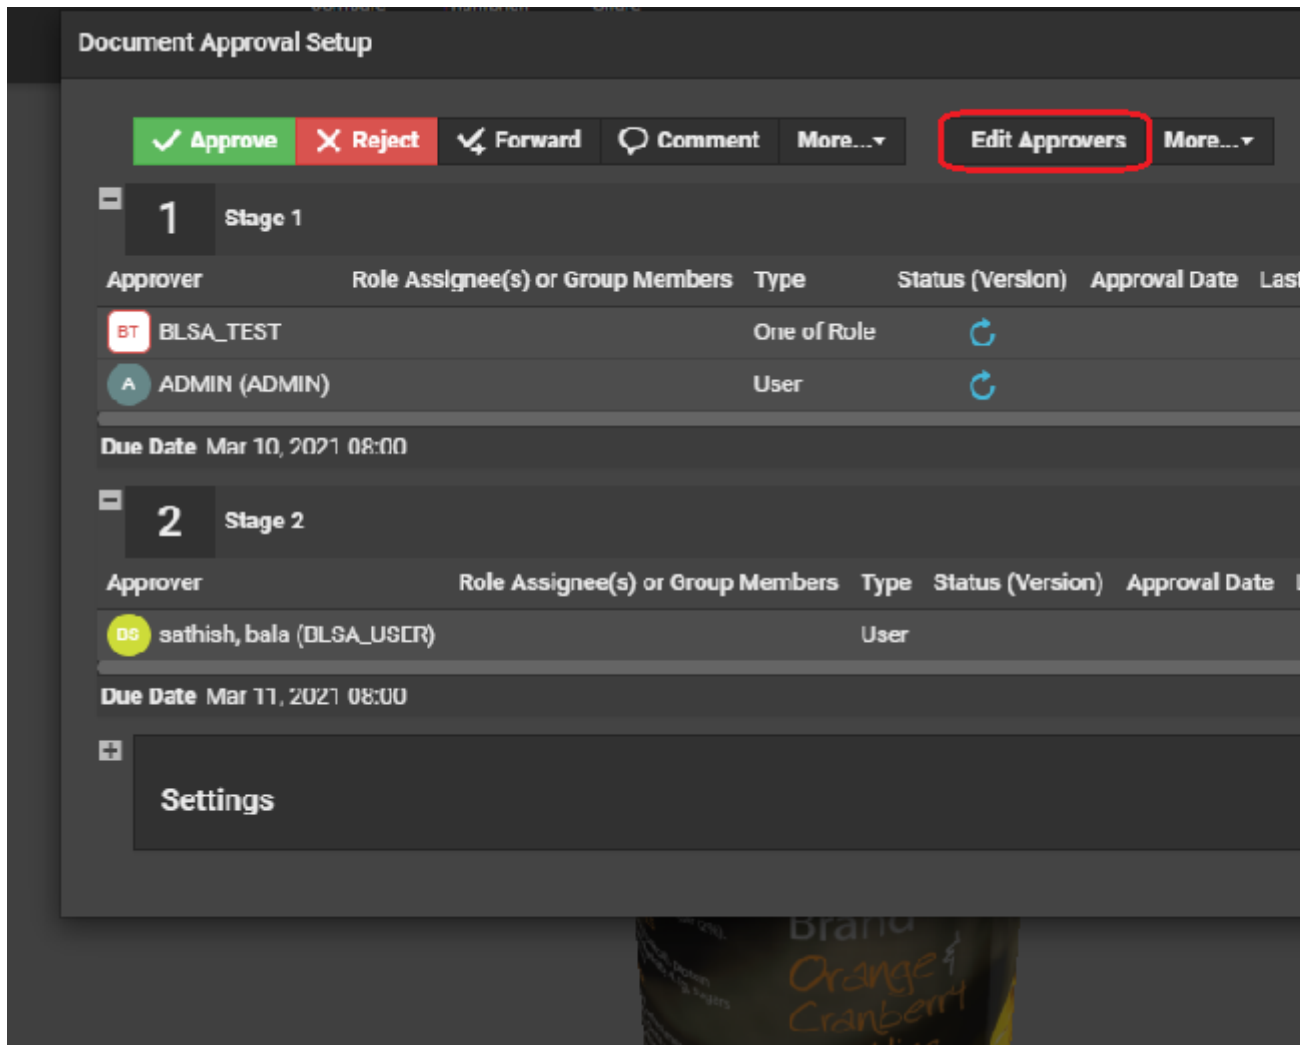 Document Approval Setup
Approve Reject Forward Comment More... Edit Approvers More...
1 Stage 1
Approver Role Assignee(s) or Group Members Type Status (Version) Approval Date Last
BT BLSA_TEST One of Role
A ADMIN (ADMIN) User
Due Date Mar 10, 2021 08:00
2 Stage 2
Approver Role Assignee(s) or Group Members Type Status (Version) Approval Date
sathish, bala (BLSA_USER) User
Due Date Mar 11, 2021 08:00
Settings
Brand
Orange &
Cranberry